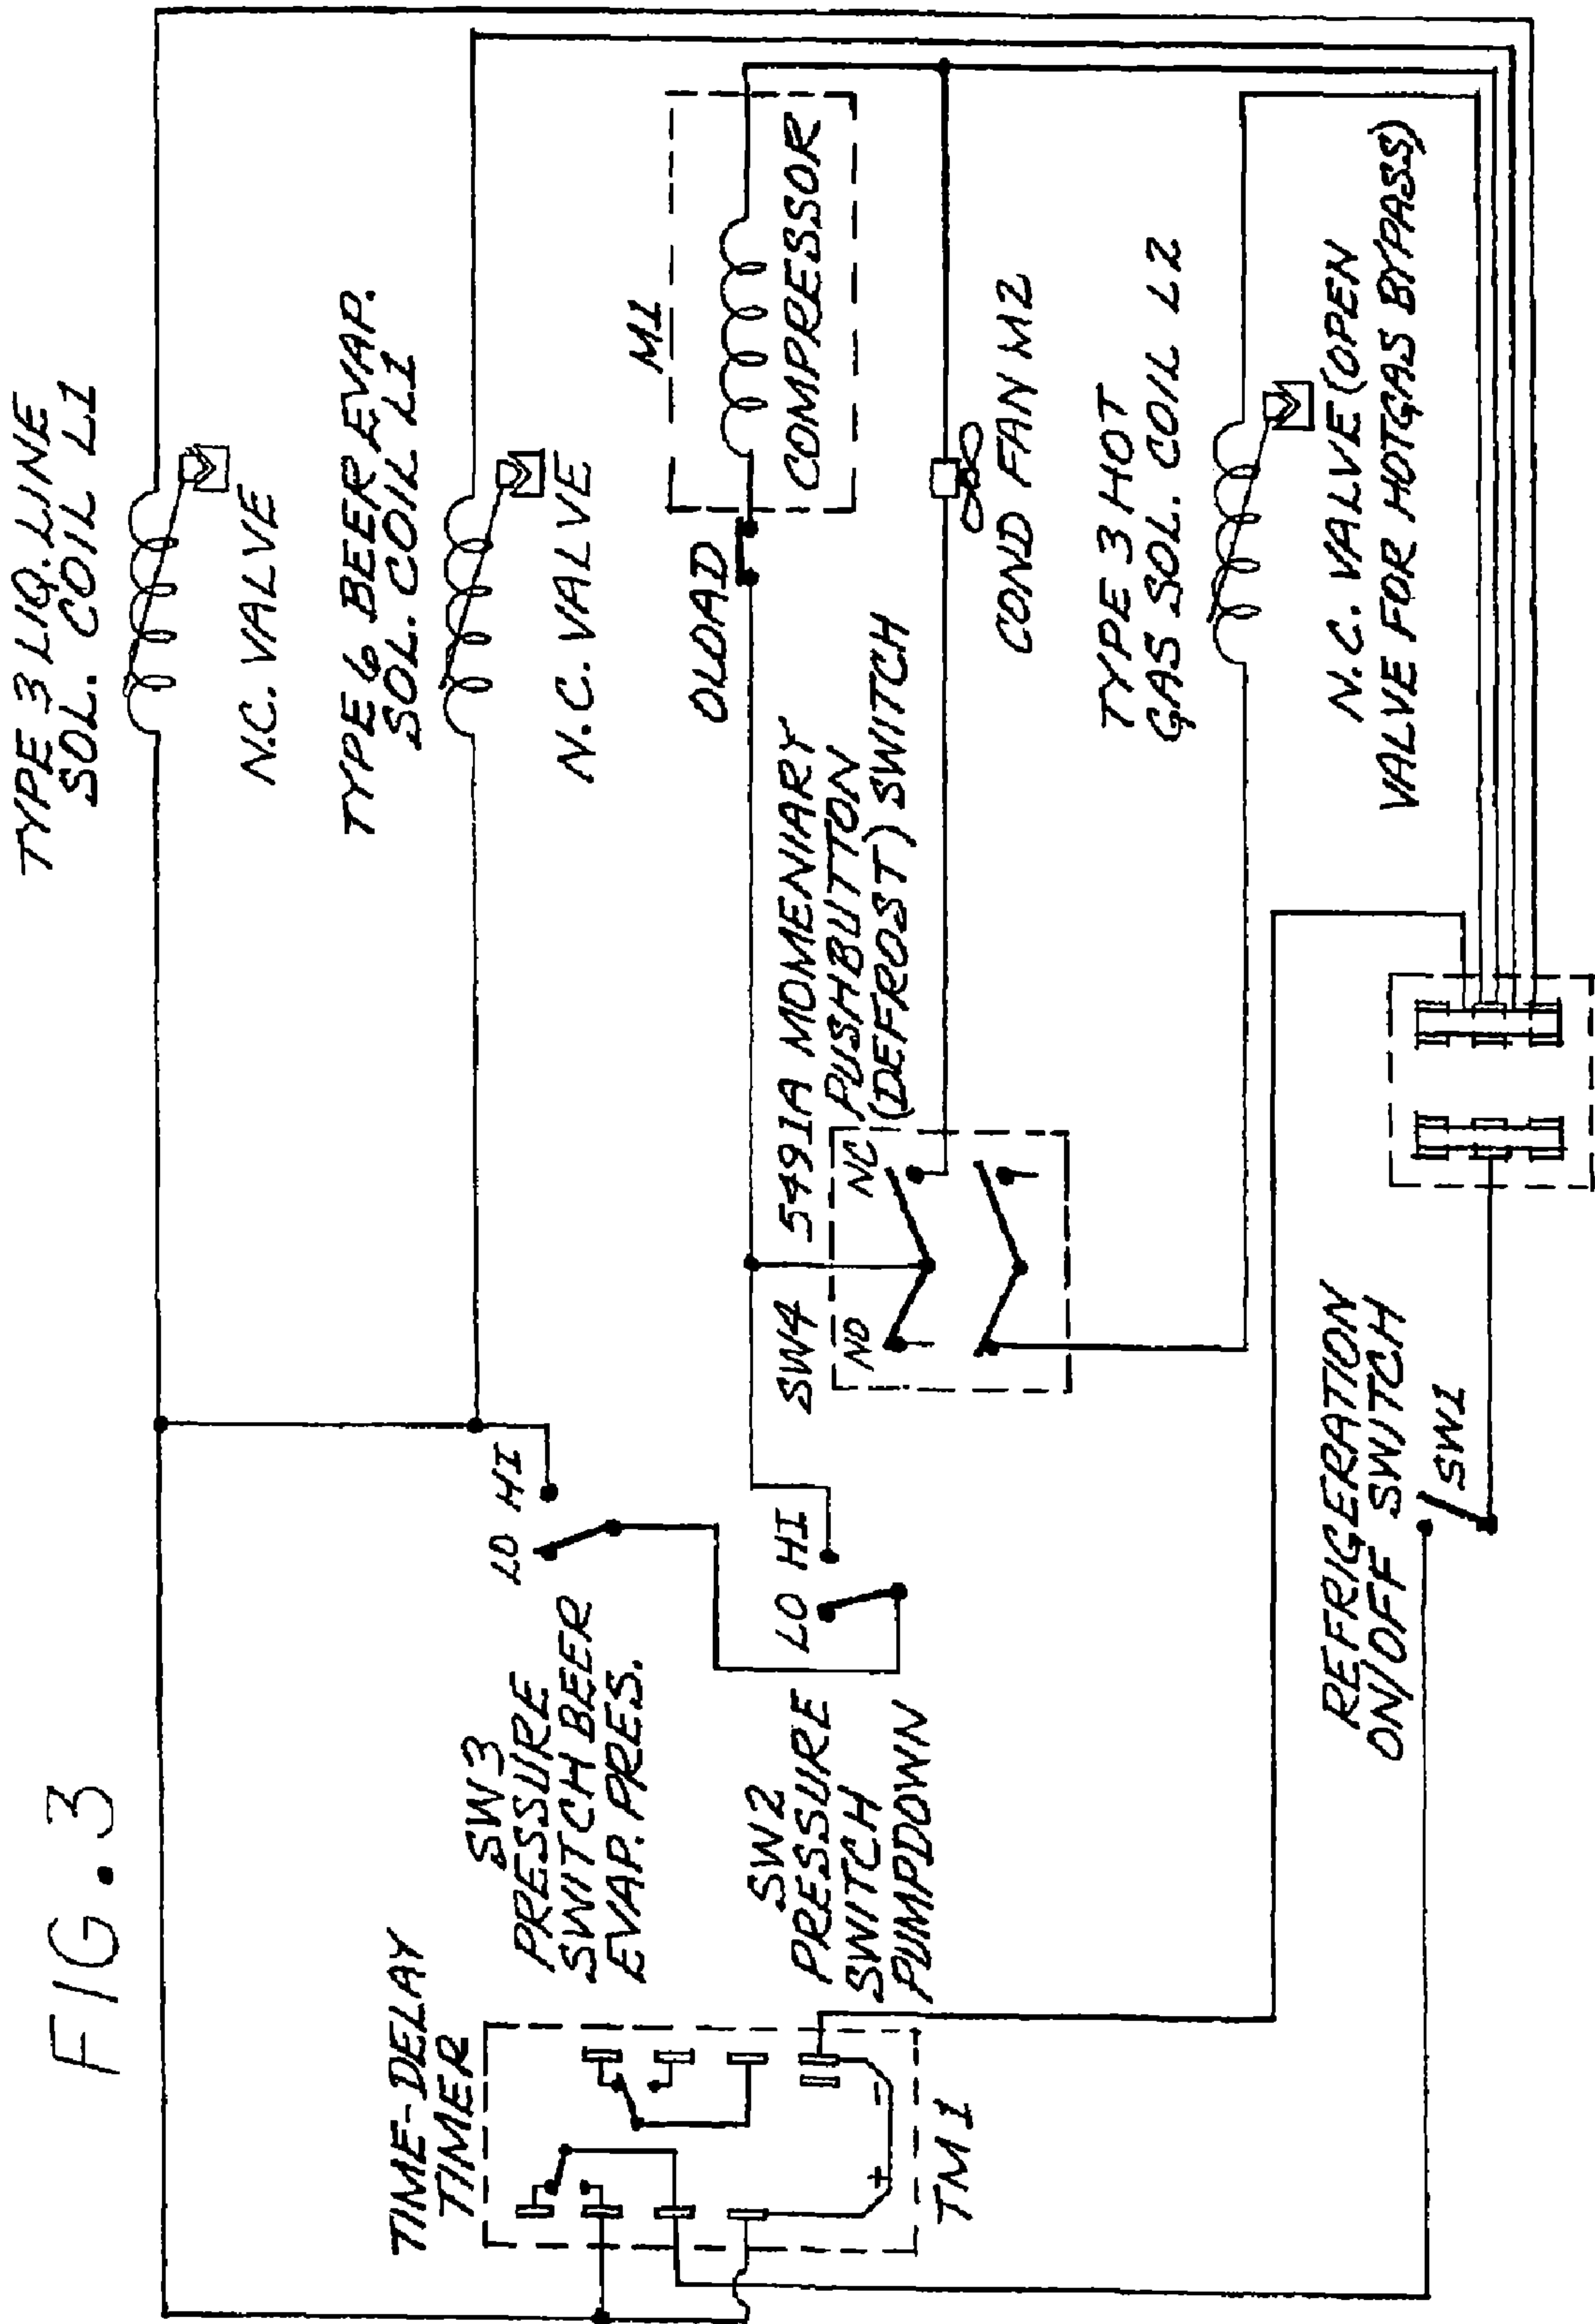 FIG. 3
TYPE 3 LIQ. LINE
SOL. COIL L1
N.C. VALVE
TYPE 6 BEER EVAP.
SOL. COIL L1
N.C. VALVE
M1
COMPRESSOR
OLOAD
COND FAN M2
TYPE 3 HOT
GAS SOL. COIL L2
N.C. VALVE (OPEN
VALVE FOR HOTGAS BYPASS)
SW4 5491A MOMENIARY
PUSHBUTTON
(DEFROST) SWITCH
NO
NC
LO HI
SW3
PRESSURE
SWITCH BEER
EVAP. PRES.
LO HI
SW2
PRESSURE
SWITCH
PUMPDOWN
TIME-DELAY
TIMER
+
-
TM1
REFRIGERATION
ON/OFF SWITCH
SW1